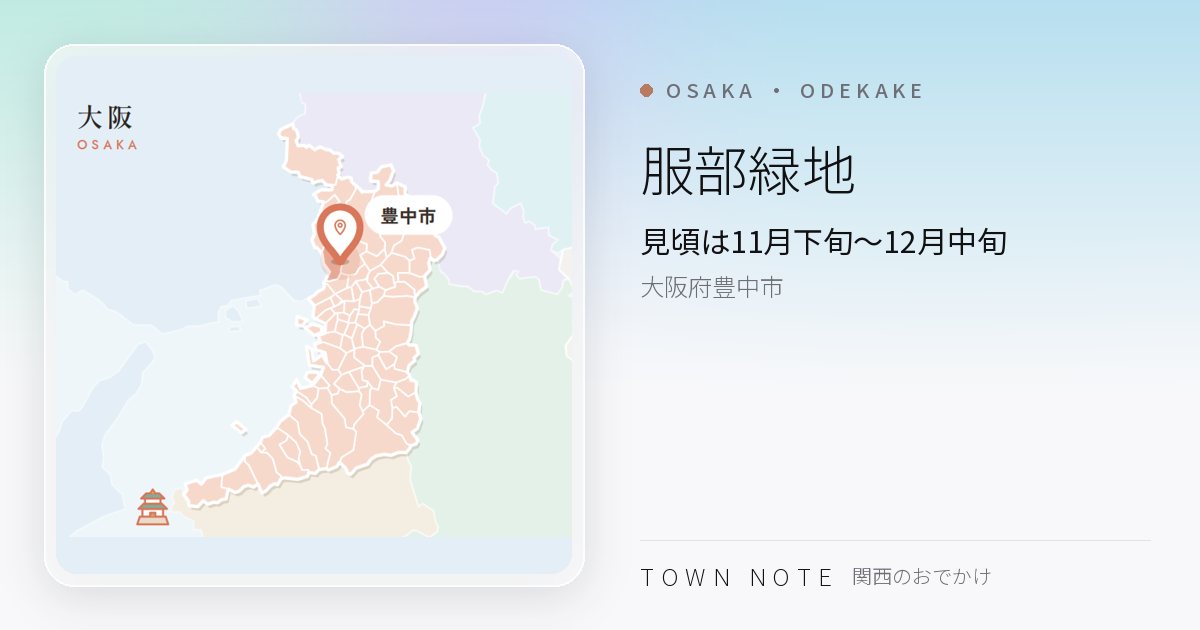 大阪
OSAKA
豊中市
OSAKA • ODEKAKE
服部緑地
見頃は11月下旬〜12月中旬
大阪府豊中市
TOWN NOTE 関西のおでかけ